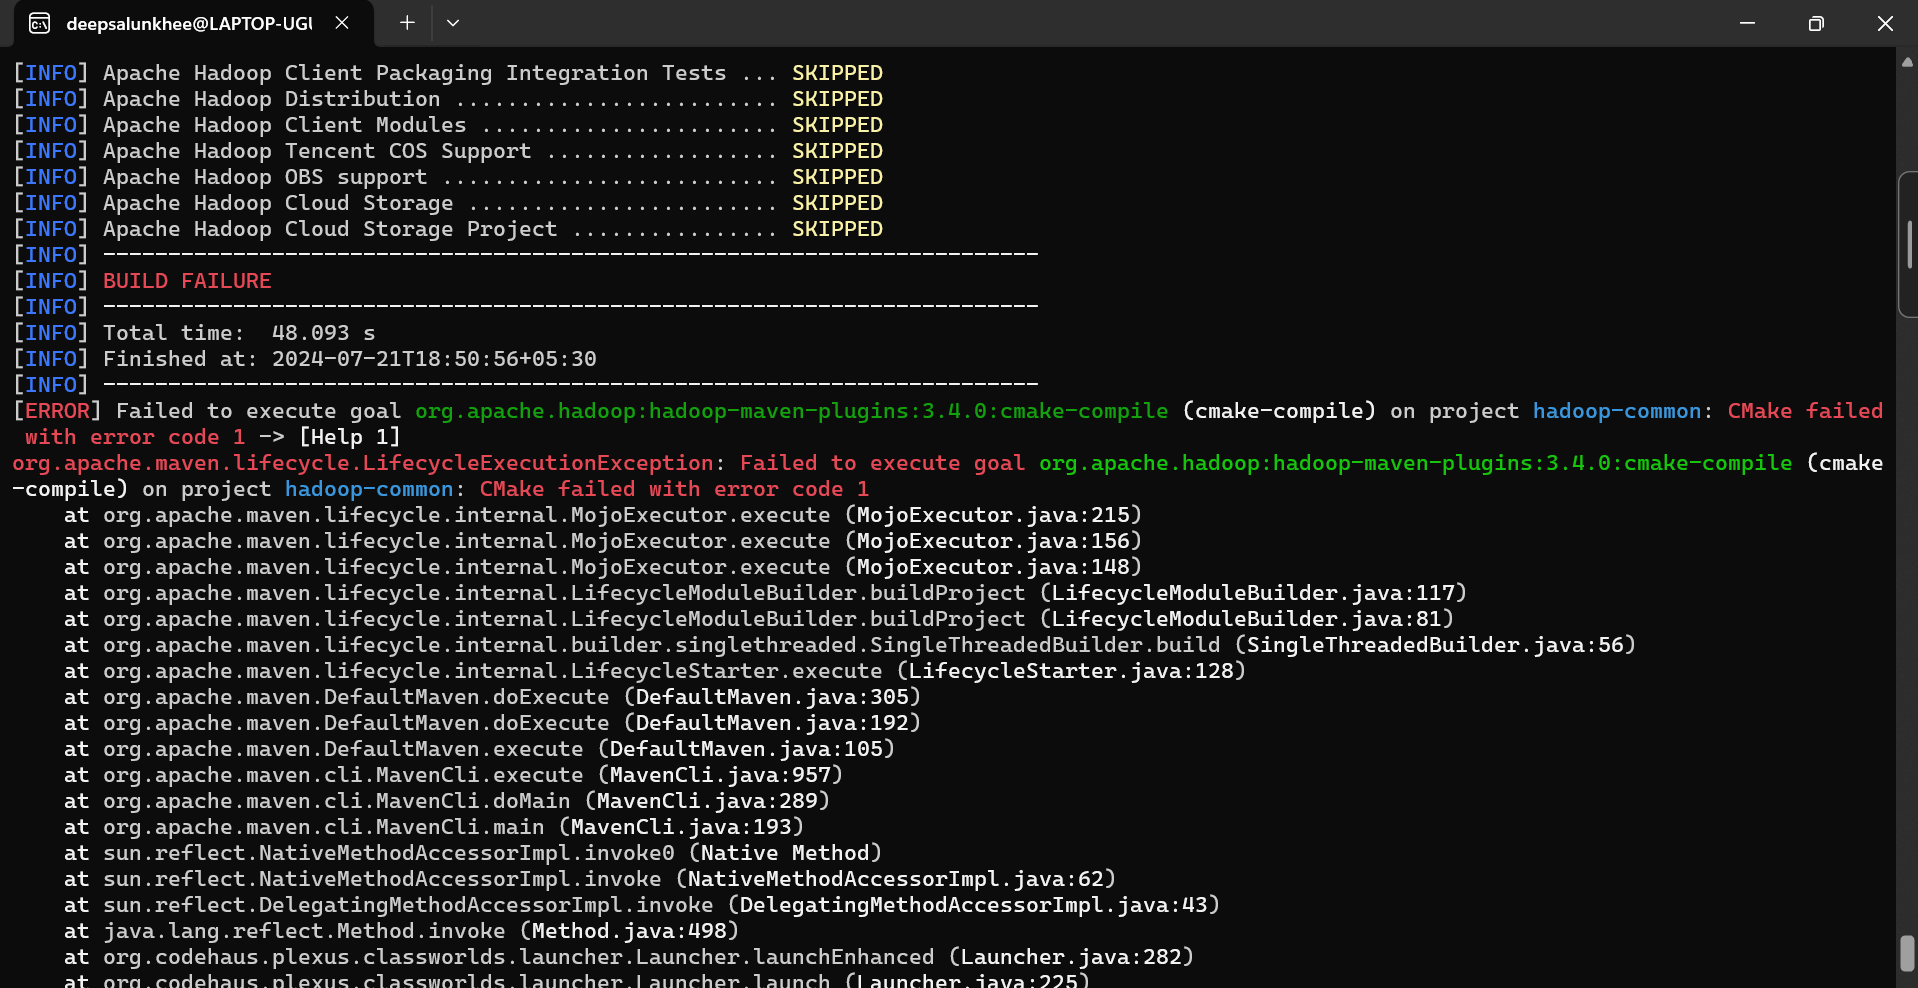 deepsalunkhee@LAPTOP-UGU
[INFO] Apache Hadoop Client Packaging Integration Tests ... SKIPPED
[INFO] Apache Hadoop Distribution ......................... SKIPPED
[INFO] Apache Hadoop Client Modules ....................... SKIPPED
[INFO] Apache Hadoop Tencent COS Support .................. SKIPPED
[INFO] Apache Hadoop OBS support .......................... SKIPPED
[INFO] Apache Hadoop Cloud Storage ........................ SKIPPED
[INFO] Apache Hadoop Cloud Storage Project ................ SKIPPED
[INFO] ------------------------------------------------------------------------
[INFO] BUILD FAILURE
[INFO] ------------------------------------------------------------------------
[INFO] Total time:  48.093 s
[INFO] Finished at: 2024-07-21T18:50:56+05:30
[INFO] ------------------------------------------------------------------------
[ERROR] Failed to execute goal org.apache.hadoop:hadoop-maven-plugins:3.4.0:cmake-compile (cmake-compile) on project hadoop-common: CMake failed
 with error code 1 -> [Help 1]
org.apache.maven.lifecycle.LifecycleExecutionException: Failed to execute goal org.apache.hadoop:hadoop-maven-plugins:3.4.0:cmake-compile (cmake
-compile) on project hadoop-common: CMake failed with error code 1
    at org.apache.maven.lifecycle.internal.MojoExecutor.execute (MojoExecutor.java:215)
    at org.apache.maven.lifecycle.internal.MojoExecutor.execute (MojoExecutor.java:156)
    at org.apache.maven.lifecycle.internal.MojoExecutor.execute (MojoExecutor.java:148)
    at org.apache.maven.lifecycle.internal.LifecycleModuleBuilder.buildProject (LifecycleModuleBuilder.java:117)
    at org.apache.maven.lifecycle.internal.LifecycleModuleBuilder.buildProject (LifecycleModuleBuilder.java:81)
    at org.apache.maven.lifecycle.internal.builder.singlethreaded.SingleThreadedBuilder.build (SingleThreadedBuilder.java:56)
    at org.apache.maven.lifecycle.internal.LifecycleStarter.execute (LifecycleStarter.java:128)
    at org.apache.maven.DefaultMaven.doExecute (DefaultMaven.java:305)
    at org.apache.maven.DefaultMaven.doExecute (DefaultMaven.java:192)
    at org.apache.maven.DefaultMaven.execute (DefaultMaven.java:105)
    at org.apache.maven.cli.MavenCli.execute (MavenCli.java:957)
    at org.apache.maven.cli.MavenCli.doMain (MavenCli.java:289)
    at org.apache.maven.cli.MavenCli.main (MavenCli.java:193)
    at sun.reflect.NativeMethodAccessorImpl.invoke0 (Native Method)
    at sun.reflect.NativeMethodAccessorImpl.invoke (NativeMethodAccessorImpl.java:62)
    at sun.reflect.DelegatingMethodAccessorImpl.invoke (DelegatingMethodAccessorImpl.java:43)
    at java.lang.reflect.Method.invoke (Method.java:498)
    at org.codehaus.plexus.classworlds.launcher.Launcher.launchEnhanced (Launcher.java:282)
    at org.codehaus.plexus.classworlds.launcher.Launcher.launch (Launcher.java:225)